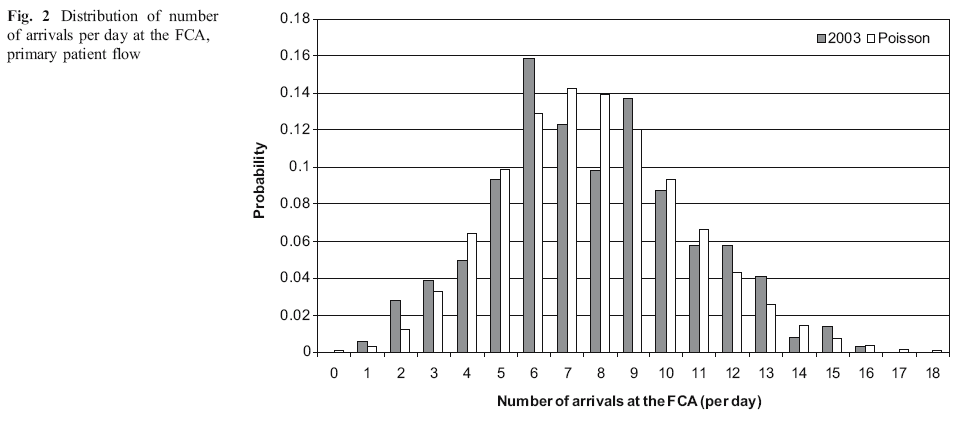 Fig. 2 Distribution of number
of arrivals per day at the FCA,
primary patient flow
0.18
0.16
0.14
0.12
0.1
0.08
0.06
0.04
0.02
0
Probability
2003 Poisson
0 1 2 3 4 5 6 7 8 9 10 11 12 13 14 15 16 17 18
Number of arrivals at the FCA (per day)